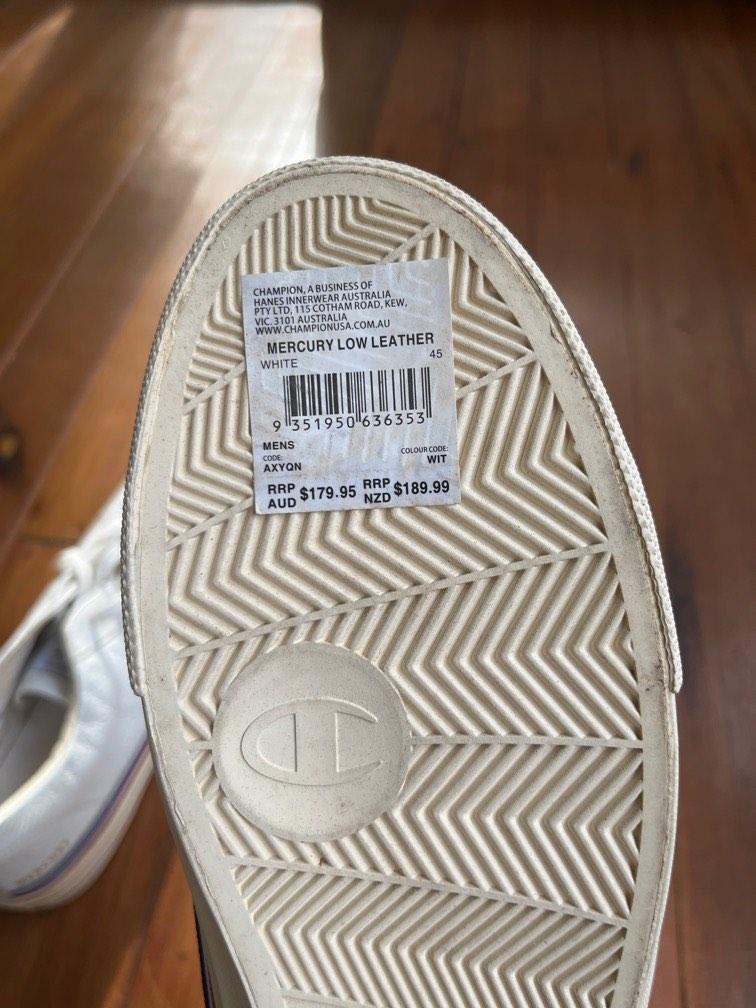 CHAMPION, A BUSINESS OF
HANES INNERWEAR AUSTRALIA
PTY LTD, 115 COTHAM ROAD, KEW,
VIC. 3101 AUSTRALIA
WWW.CHAMPIONUSA.COM.AU
MERCURY LOW LEATHER
WHITE 45
9 351950 636353
MENS
CODE: COLOUR CODE:
AXYQN WIT
RRP AUD $179.95 RRP NZD $189.99